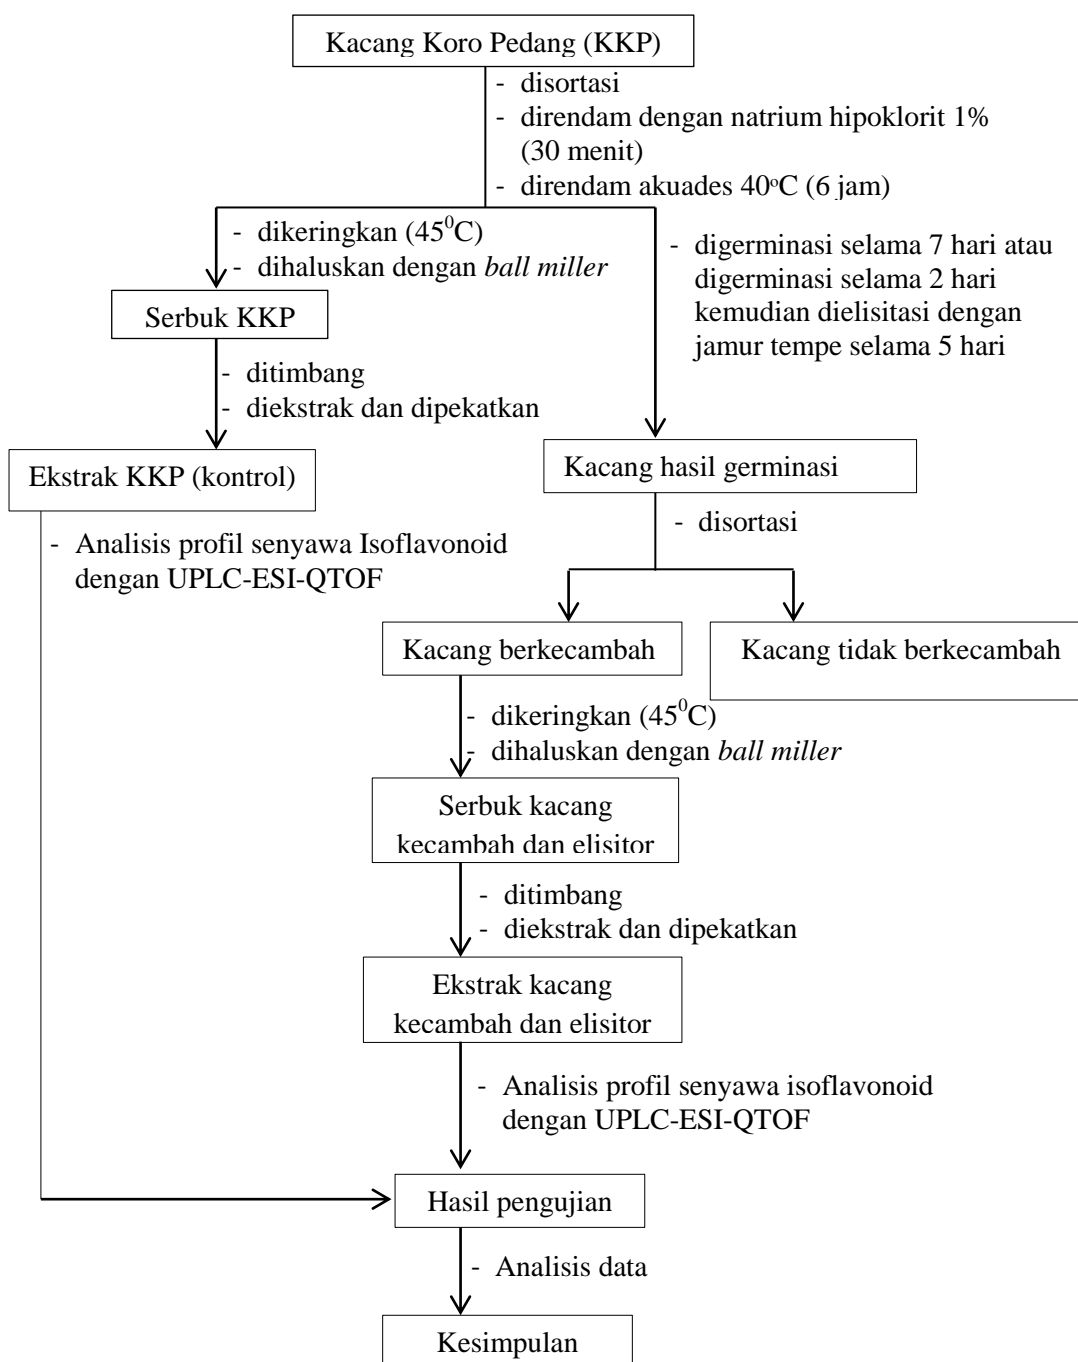 Kacang Koro Pedang (KKP)
- disortasi
- direndam dengan natrium hipoklorit 1%
(30 menit)
- direndam akuades 40°C (6 jam)
- dikeringkan (45⁰C)
- dihaluskan dengan ball miller
- digerminasi selama 7 hari atau
digerminasi selama 2 hari
kemudian dielisitasi dengan
jamur tempe selama 5 hari
Serbuk KKP
- ditimbang
- diekstrak dan dipekatkan
Ekstrak KKP (kontrol)
Kacang hasil germinasi
- Analisis profil senyawa Isoflavonoid
dengan UPLC-ESI-QTOF
- disortasi
Kacang berkecambah
Kacang tidak berkecambah
- dikeringkan (45⁰C)
- dihaluskan dengan ball miller
Serbuk kacang
kecambah dan elisitor
- ditimbang
- diekstrak dan dipekatkan
Ekstrak kacang
kecambah dan elisitor
- Analisis profil senyawa isoflavonoid
dengan UPLC-ESI-QTOF
Hasil pengujian
- Analisis data
Kesimpulan